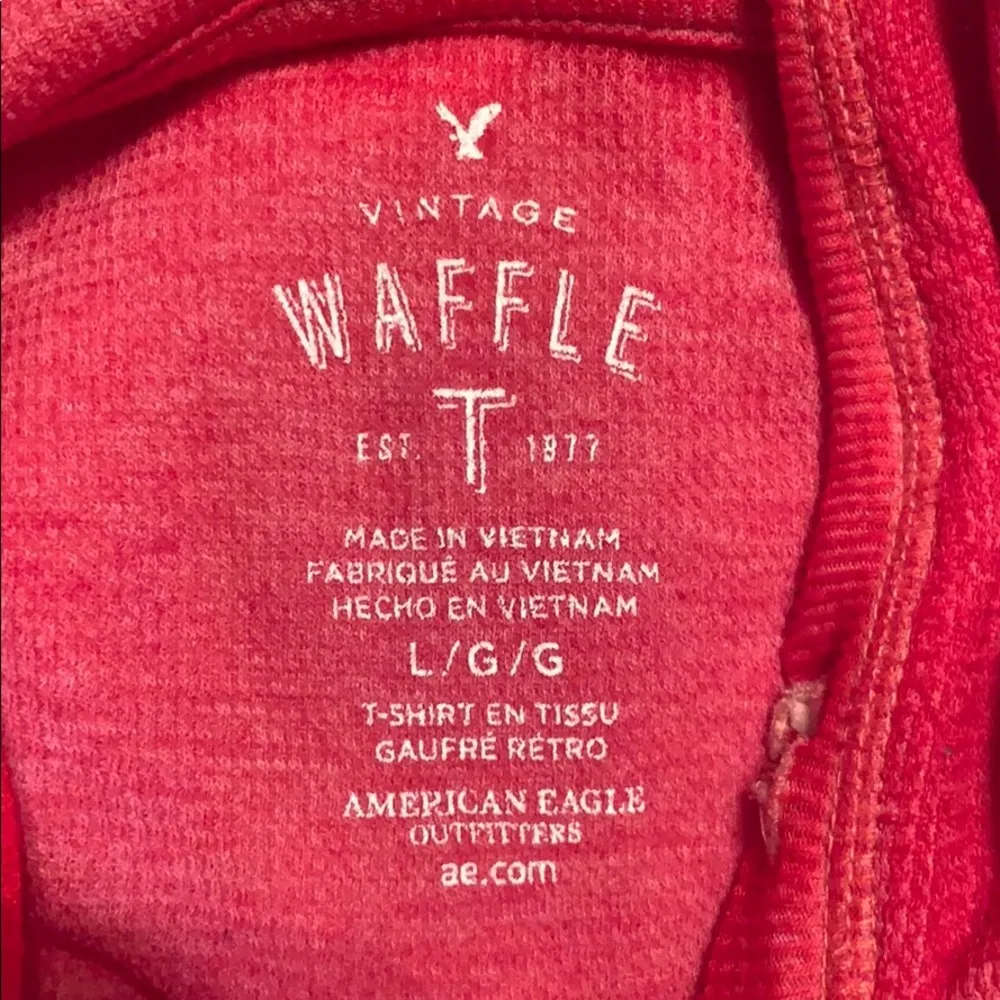 VINTAGE
WAFFLE
EST. T 1877
MADE IN VIETNAM
FABRIQUÉ AU VIETNAM
HECHO EN VIETNAM
L/G/G
T-SHIRT EN TISSU
GAUFRÉ RÉTRO
AMERICAN EAGLE
OUTFITTERS
ae.com